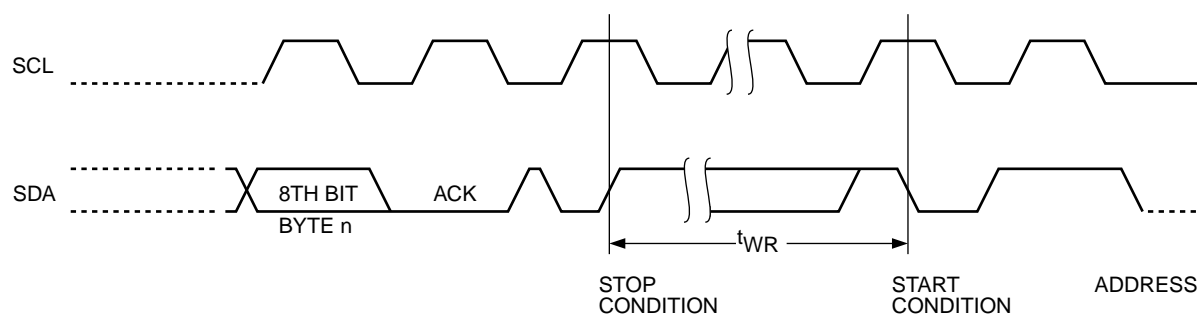 SCL
SDA
8TH BIT
ACK
BYTE n
tWR
STOP
CONDITION
START
CONDITION
ADDRESS